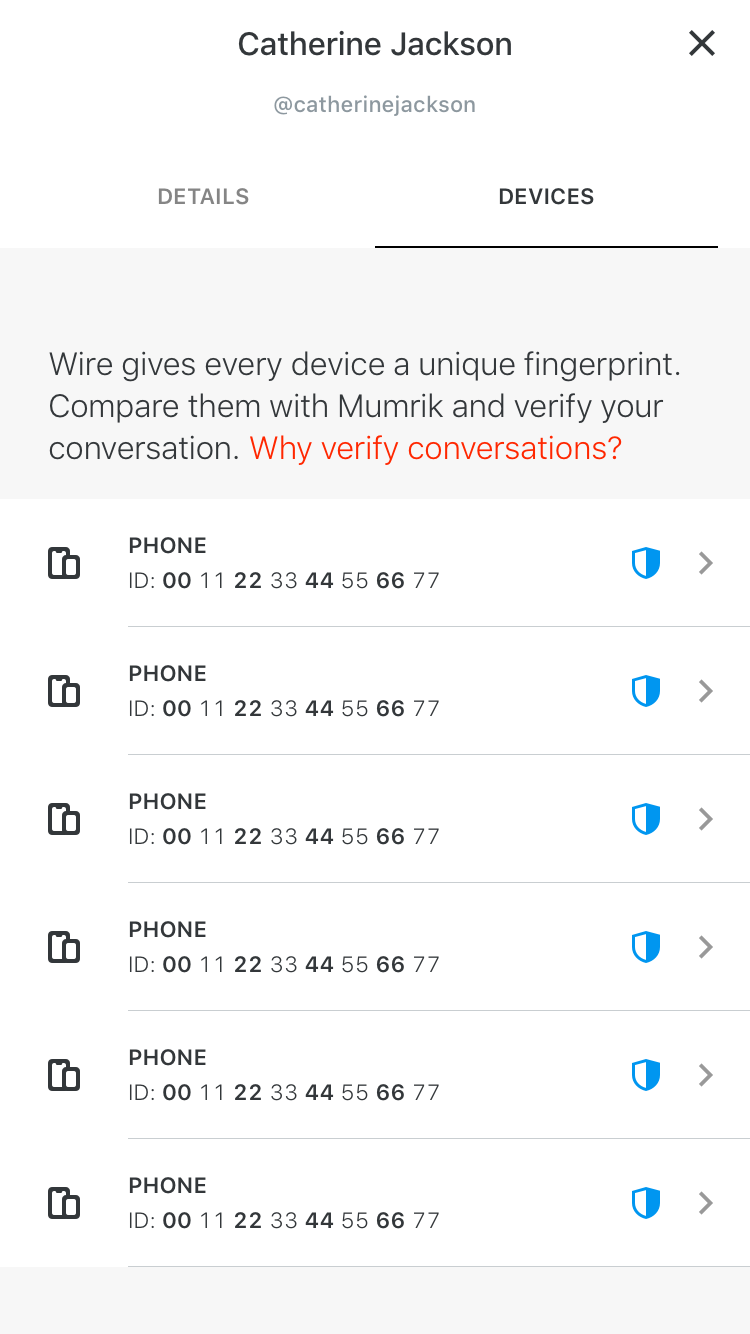 Catherine Jackson
@catherinejackson
DETAILS
DEVICES
Wire gives every device a unique fingerprint.
Compare them with Mumrik and verify your
conversation. Why verify conversations?
PHONE
ID: 00 11 22 33 44 55 66 77
PHONE
ID: 00 11 22 33 44 55 66 77
PHONE
ID: 00 11 22 33 44 55 66 77
PHONE
ID: 00 11 22 33 44 55 66 77
PHONE
ID: 00 11 22 33 44 55 66 77
PHONE
ID: 00 11 22 33 44 55 66 77